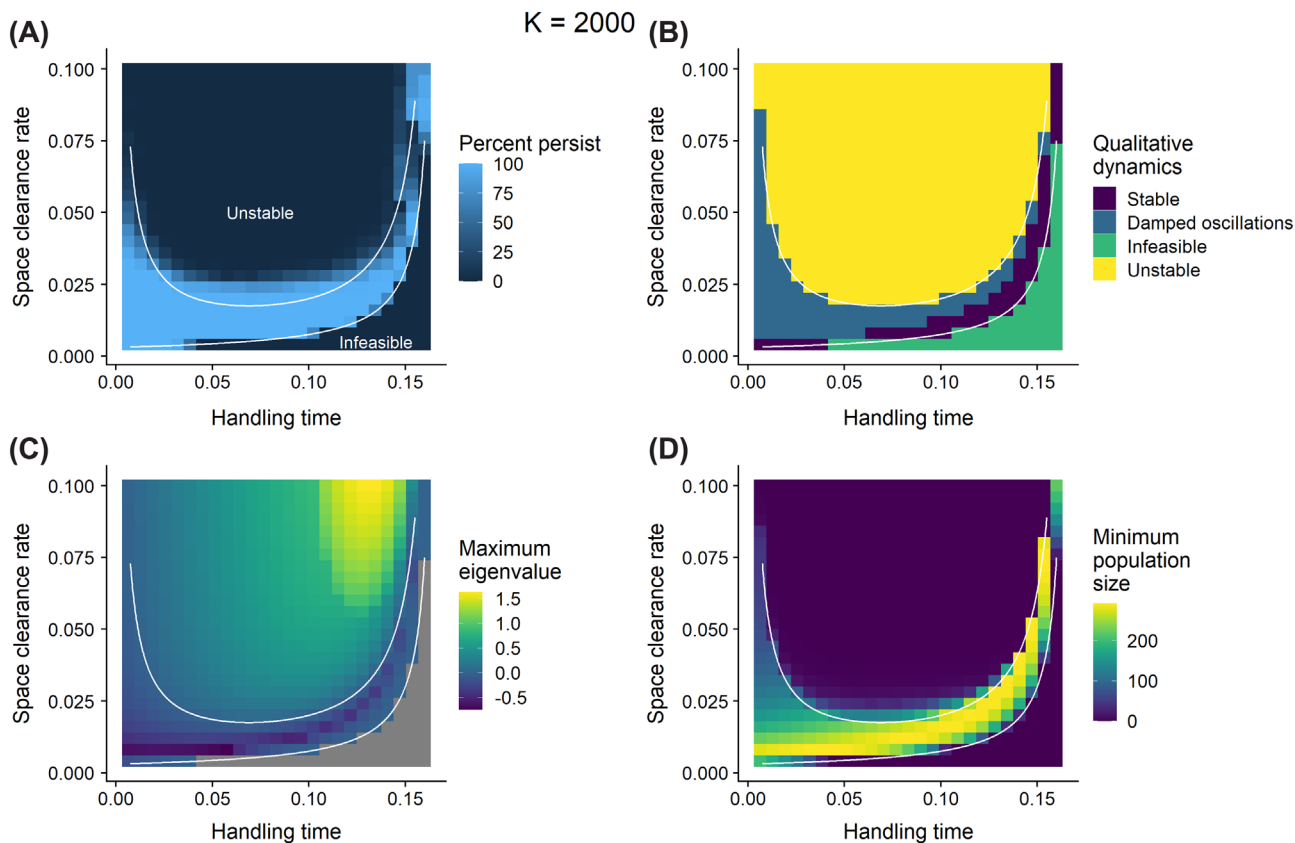 K = 2000
(A)
Space clearance rate
0.100
0.075
0.050
0.025
0.000
Unstable
Infeasible
0.00 0.05 0.10 0.15
Handling time
Percent persist
100
75
50
25
0
(B)
Space clearance rate
0.100
0.075
0.050
0.025
0.000
0.00 0.05 0.10 0.15
Handling time
Qualitative
dynamics
Stable
Damped oscillations
Infeasible
Unstable
(C)
Space clearance rate
0.100
0.075
0.050
0.025
0.000
0.00 0.05 0.10 0.15
Handling time
Maximum
eigenvalue
1.5
1.0
0.5
0.0
-0.5
(D)
Space clearance rate
0.100
0.075
0.050
0.025
0.000
0.00 0.05 0.10 0.15
Handling time
Minimum
population
size
200
100
0